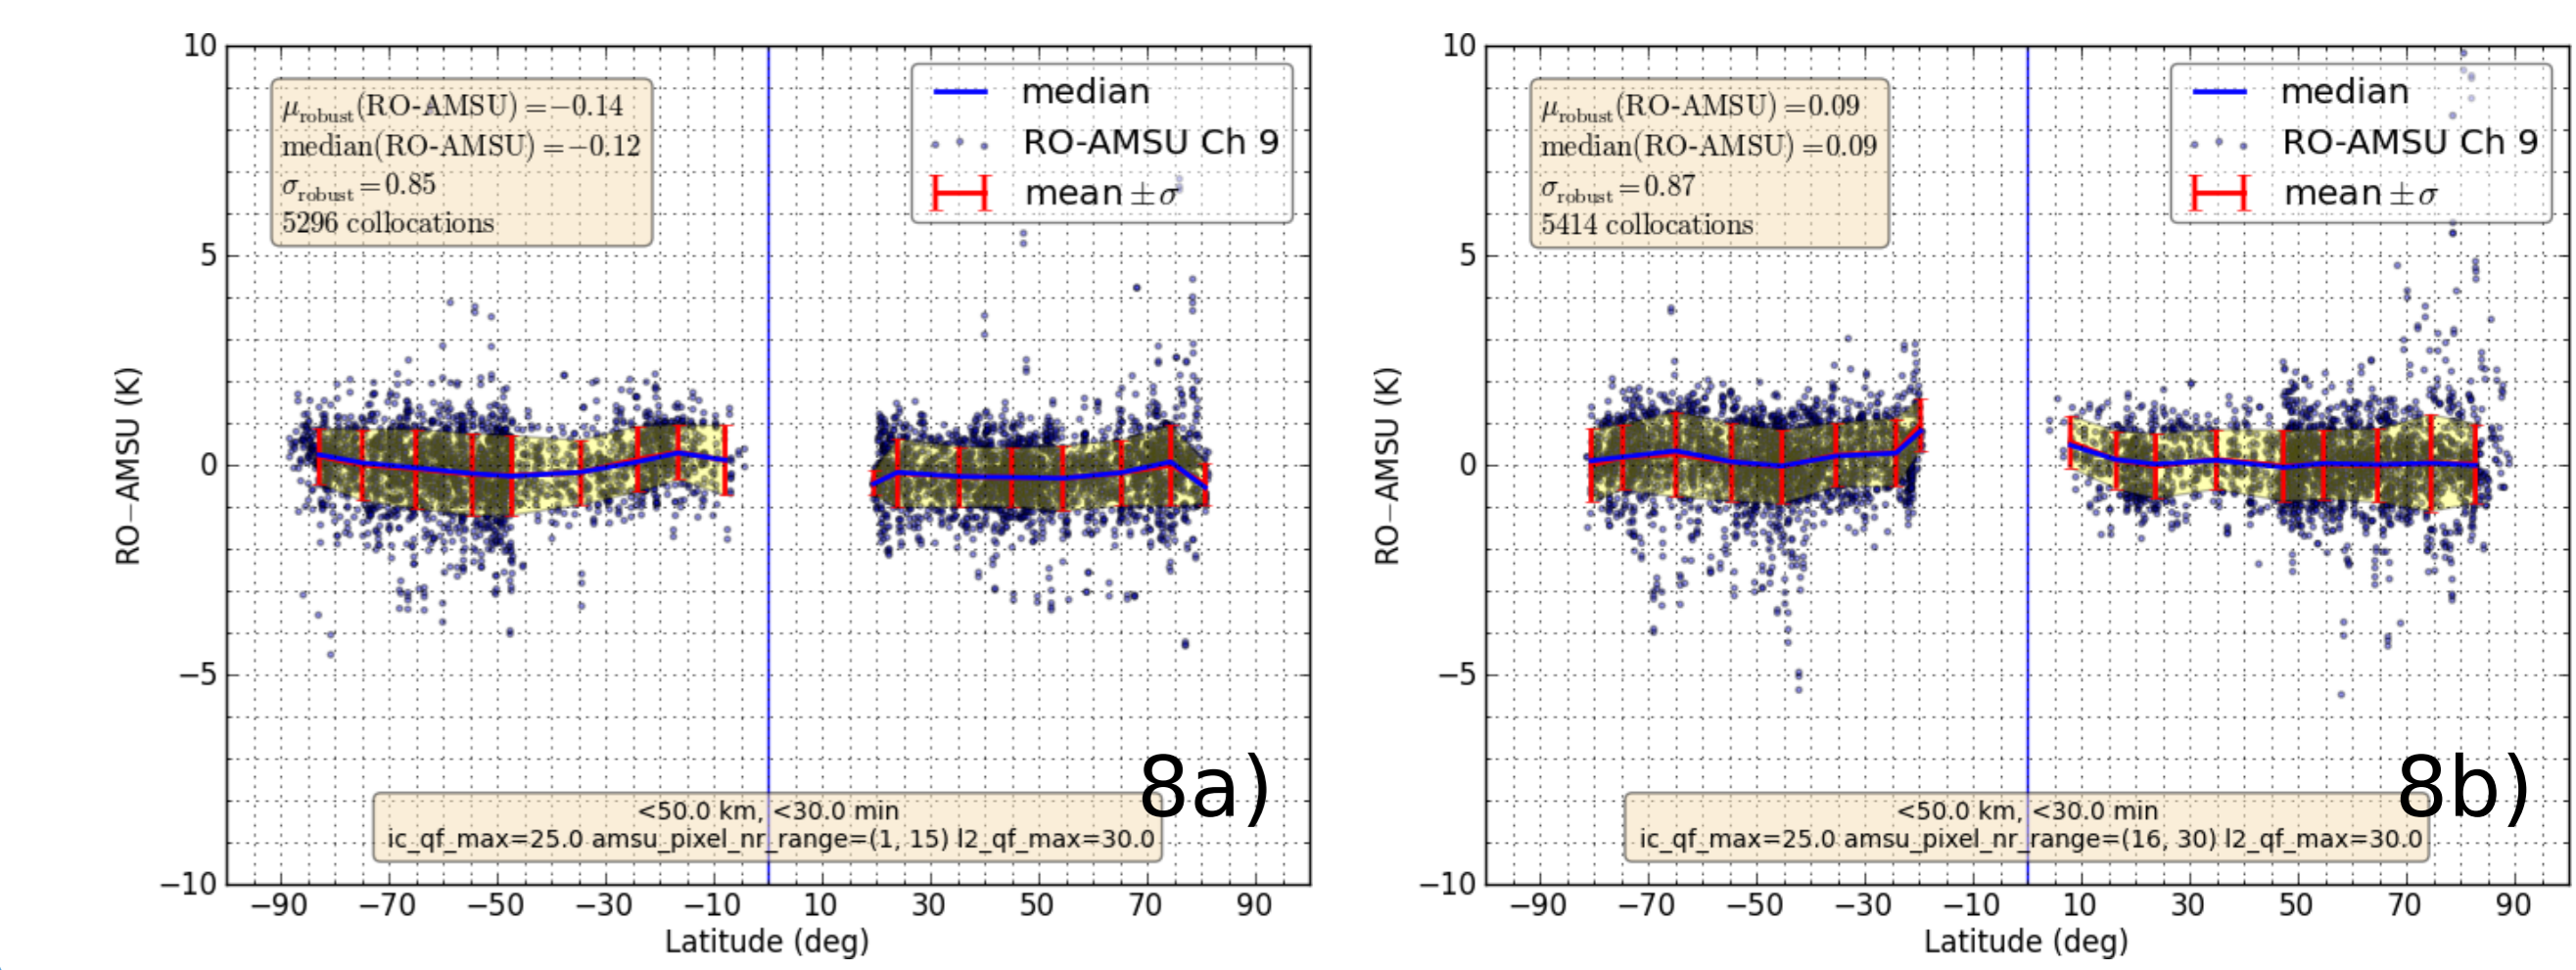 10
5
0
−5
−10
RO−AMSU (K)
μrobust(RO-AMSU) =−0.14
median(RO-AMSU) =−0.12
σrobust =0.85
5296 collocations
median
RO-AMSU Ch 9
mean ±σ
8a)
<50.0 km, <30.0 min
ic_qf_max=25.0 amsu_pixel_nr_range=(1, 15) l2_qf_max=30.0
−90 −70 −50 −30 −10 10 30 50 70 90
Latitude (deg)
10
5
0
−5
−10
RO−AMSU (K)
μrobust(RO-AMSU) =0.09
median(RO-AMSU) =0.09
σrobust =0.87
5414 collocations
median
RO-AMSU Ch 9
mean ±σ
8b)
<50.0 km, <30.0 min
ic_qf_max=25.0 amsu_pixel_nr_range=(16, 30) l2_qf_max=30.0
−90 −70 −50 −30 −10 10 30 50 70 90
Latitude (deg)